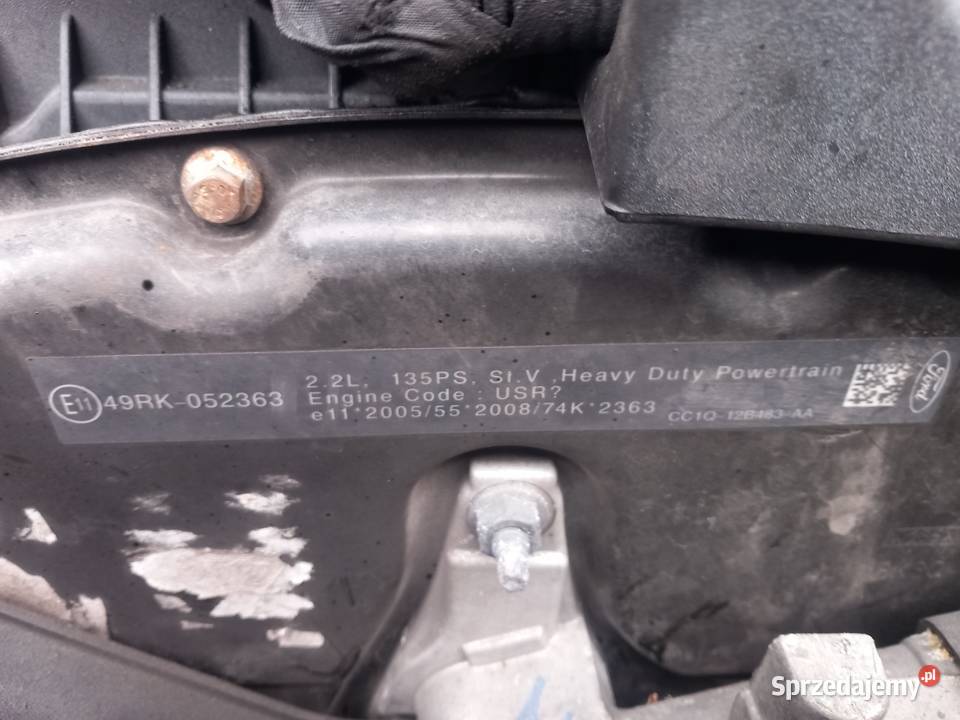 2.2L, 135PS, St.V ,Heavy Duty Powertrain
E11 49RK-052363 Engine Code : USR?
e11*2005/55*2008/74K*2363 CC1Q-12B483-AA
Ford
Sprzedajemy.pl